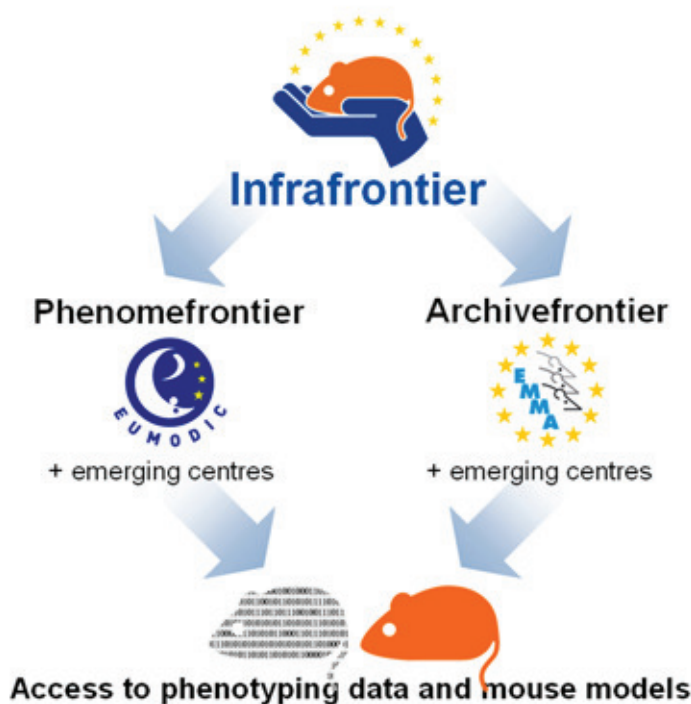 Infrafrontier
Phenomefrontier
Archivefrontier
EUMODIC
EMMA
+ emerging centres
+ emerging centres
Access to phenotyping data and mouse models